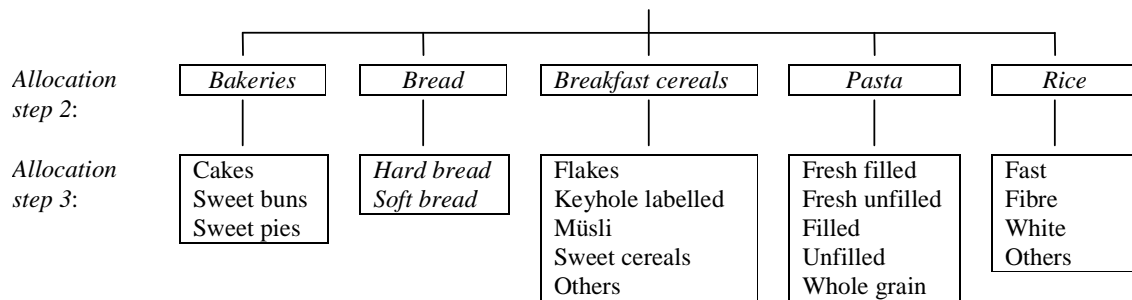 Allocation
step 2:
Bakeries
Bread
Breakfast cereals
Pasta
Rice
Allocation
step 3:
Cakes
Sweet buns
Sweet pies
Hard bread
Soft bread
Flakes
Keyhole labelled
Müsli
Sweet cereals
Others
Fresh filled
Fresh unfilled
Filled
Unfilled
Whole grain
Fast
Fibre
White
Others